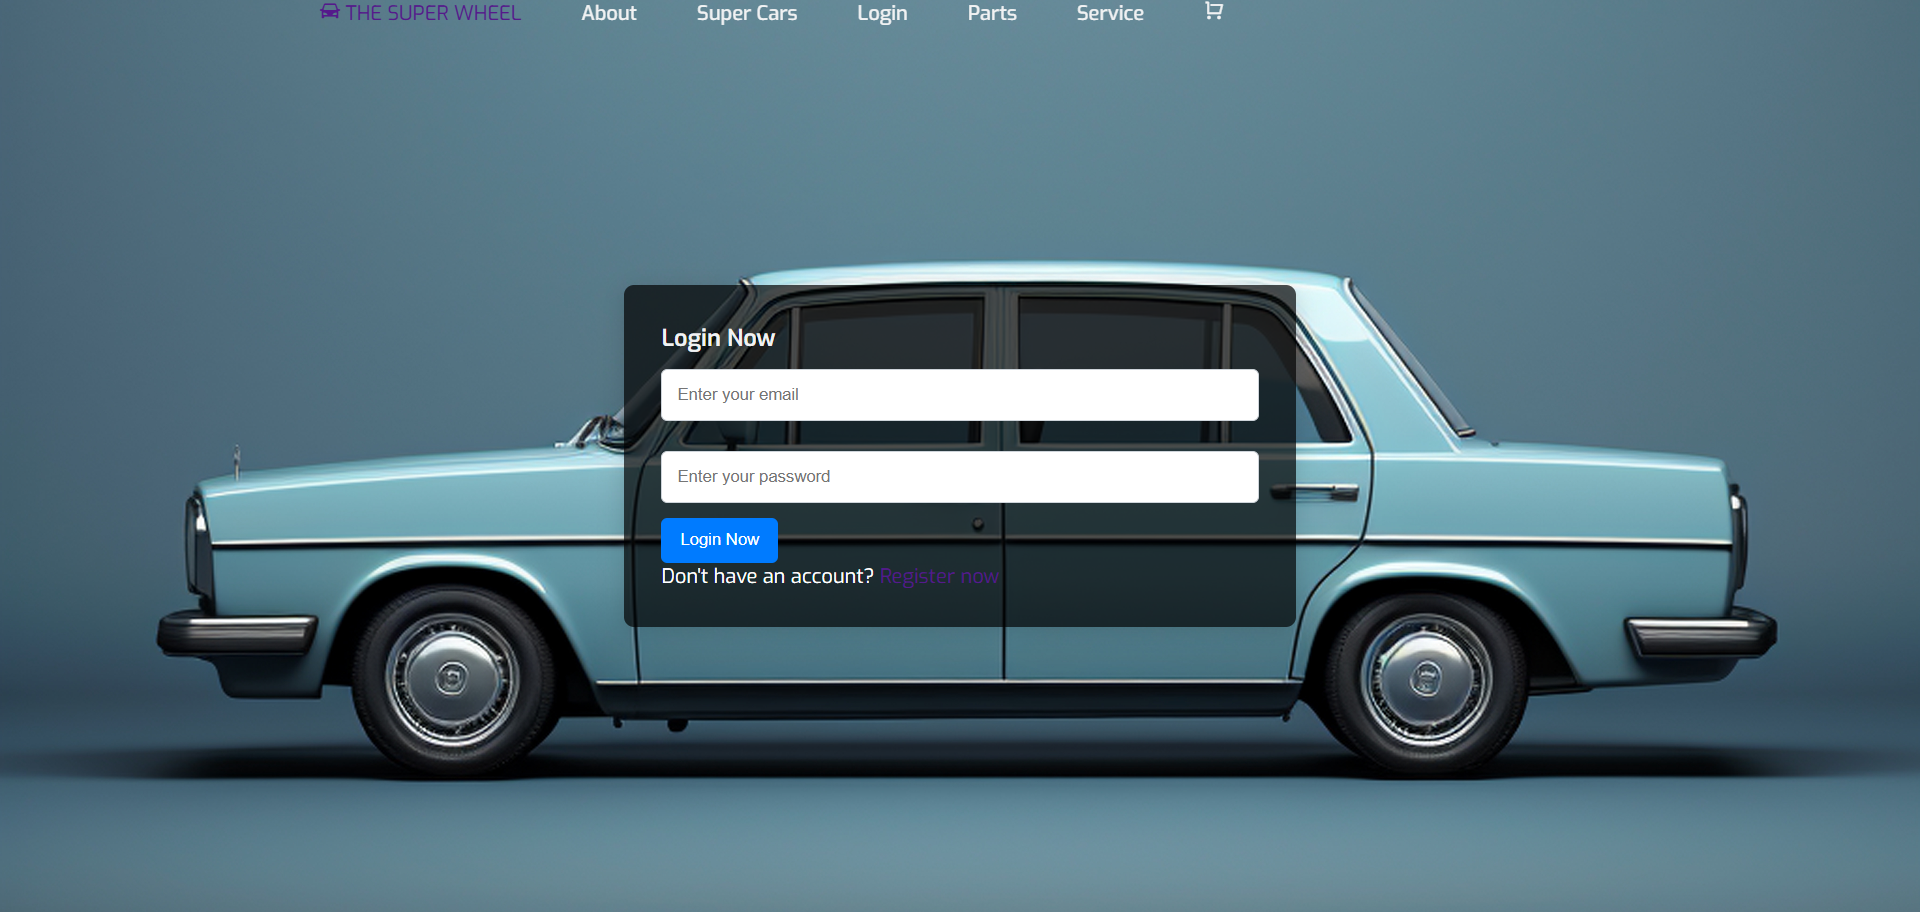 THE SUPER WHEEL About Super Cars Login Parts Service
Login Now
Enter your email
Enter your password
Login Now
Don't have an account? Register now